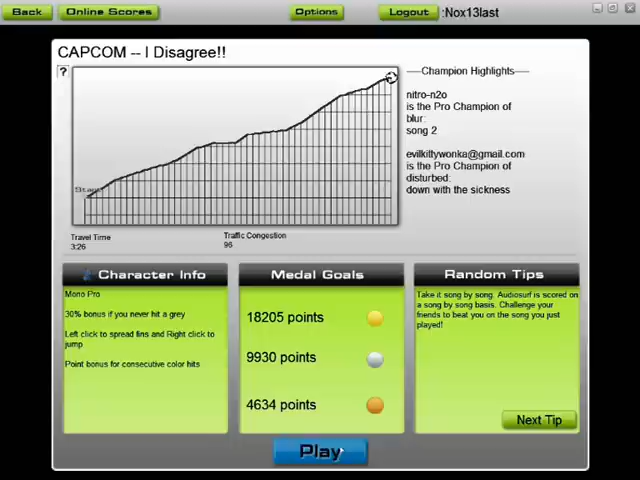 Back
Online Scores
Options
Logout
:Nox13last
CAPCOM -- I Disagree!!
?
Start
Travel Time
3:26
Traffic Congestion
96
----Champion Highlights----
nitro-n2o
is the Pro Champion of
blur:
song 2
evilkittywonka@gmail.com
is the Pro Champion of
disturbed:
down with the sickness
Character Info
Mono Pro
30% bonus if you never hit a grey
Left click to spread fins and Right click to
jump
Point bonus for consecutive color hits
Medal Goals
18205 points
9930 points
4634 points
Random Tips
Take it song by song. Audiosurf is scored on
a song by song basis. Challenge your
friends to beat you on the song you just
played!
Next Tip
Play